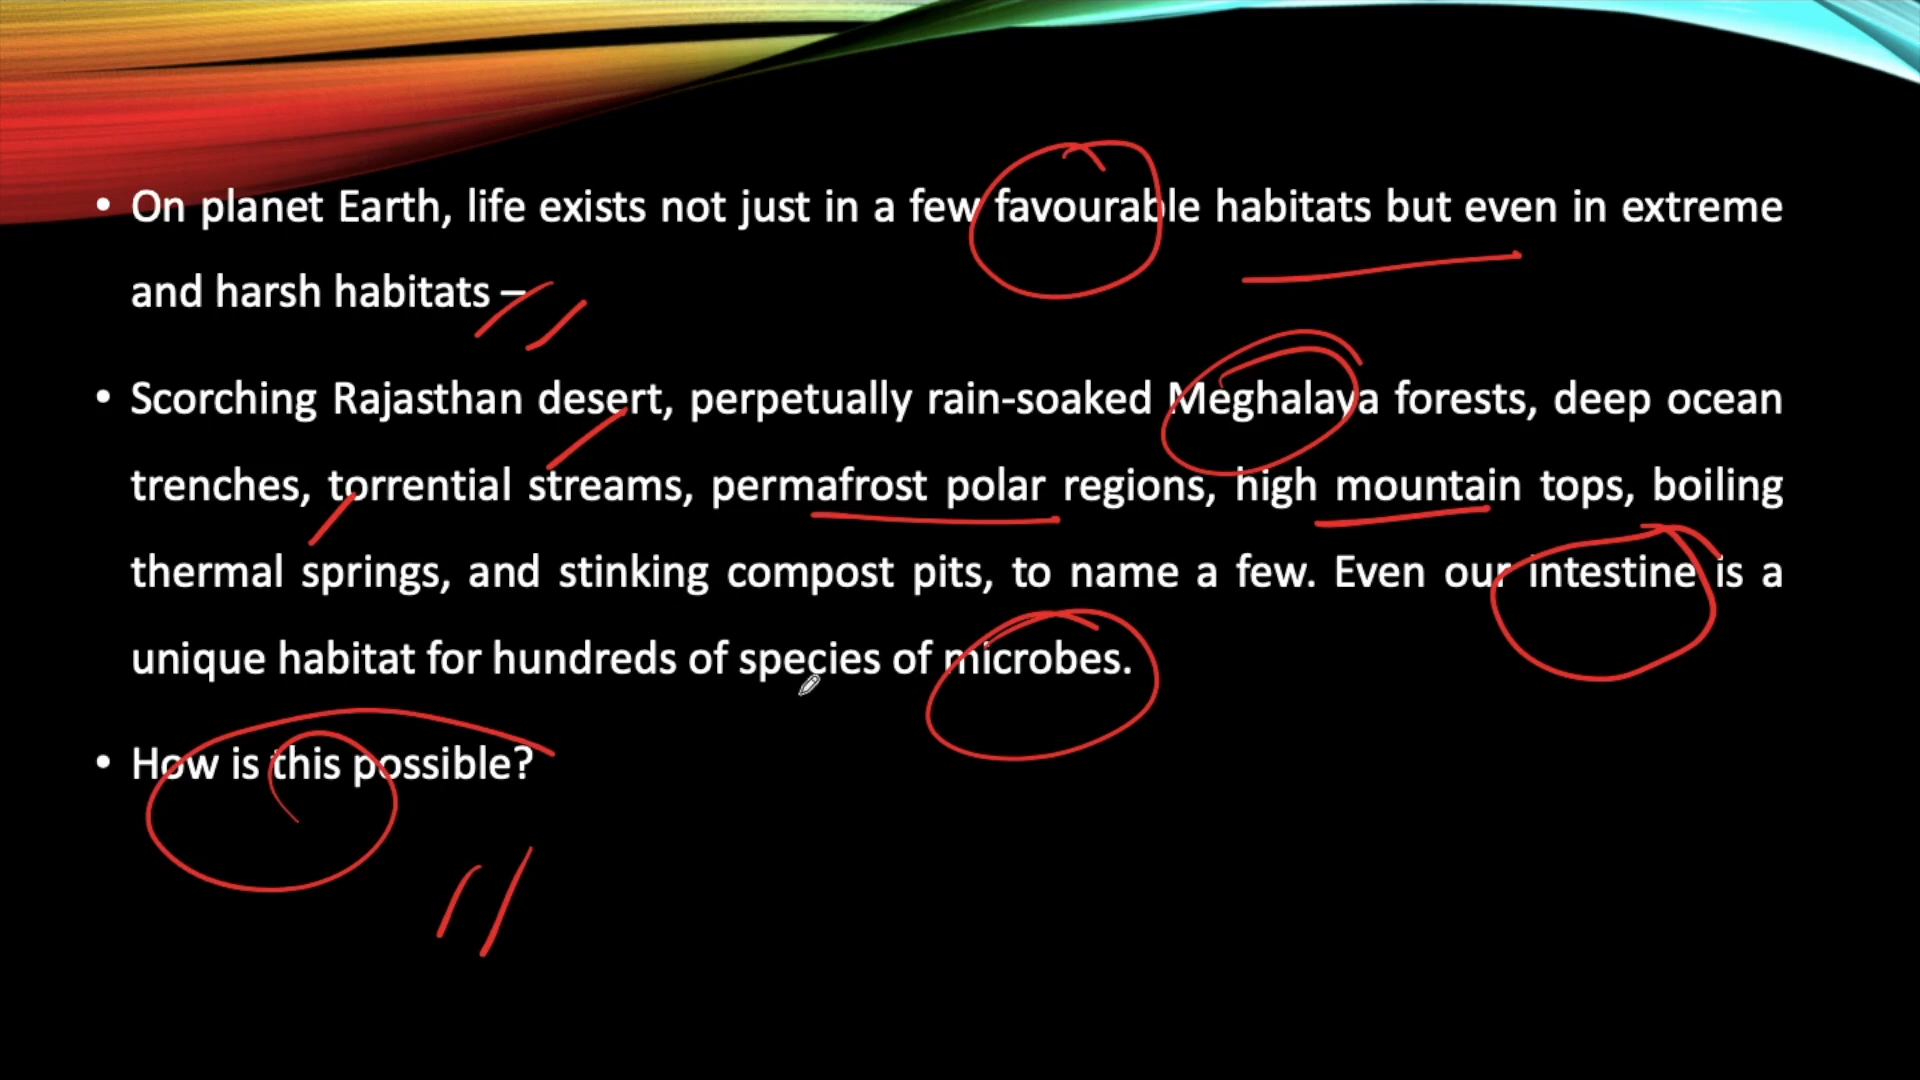 • On planet Earth, life exists not just in a few favourable habitats but even in extreme
and harsh habitats –
• Scorching Rajasthan desert, perpetually rain-soaked Meghalaya forests, deep ocean
trenches, torrential streams, permafrost polar regions, high mountain tops, boiling
thermal springs, and stinking compost pits, to name a few. Even our intestine is a
unique habitat for hundreds of species of microbes.
• How is this possible?